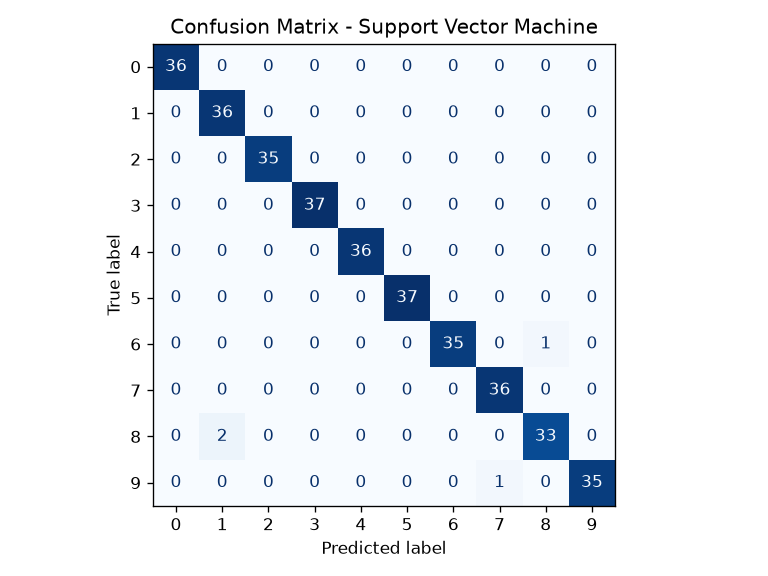 Confusion Matrix - Support Vector Machine
0 36 0 0 0 0 0 0 0 0 0
1 0 36 0 0 0 0 0 0 0 0
2 0 0 35 0 0 0 0 0 0 0
3 0 0 0 37 0 0 0 0 0 0
4 0 0 0 0 36 0 0 0 0 0
5 0 0 0 0 0 37 0 0 0 0
6 0 0 0 0 0 0 35 0 1 0
7 0 0 0 0 0 0 0 36 0 0
8 0 2 0 0 0 0 0 0 33 0
9 0 0 0 0 0 0 0 1 0 35
True label
0 1 2 3 4 5 6 7 8 9
Predicted label